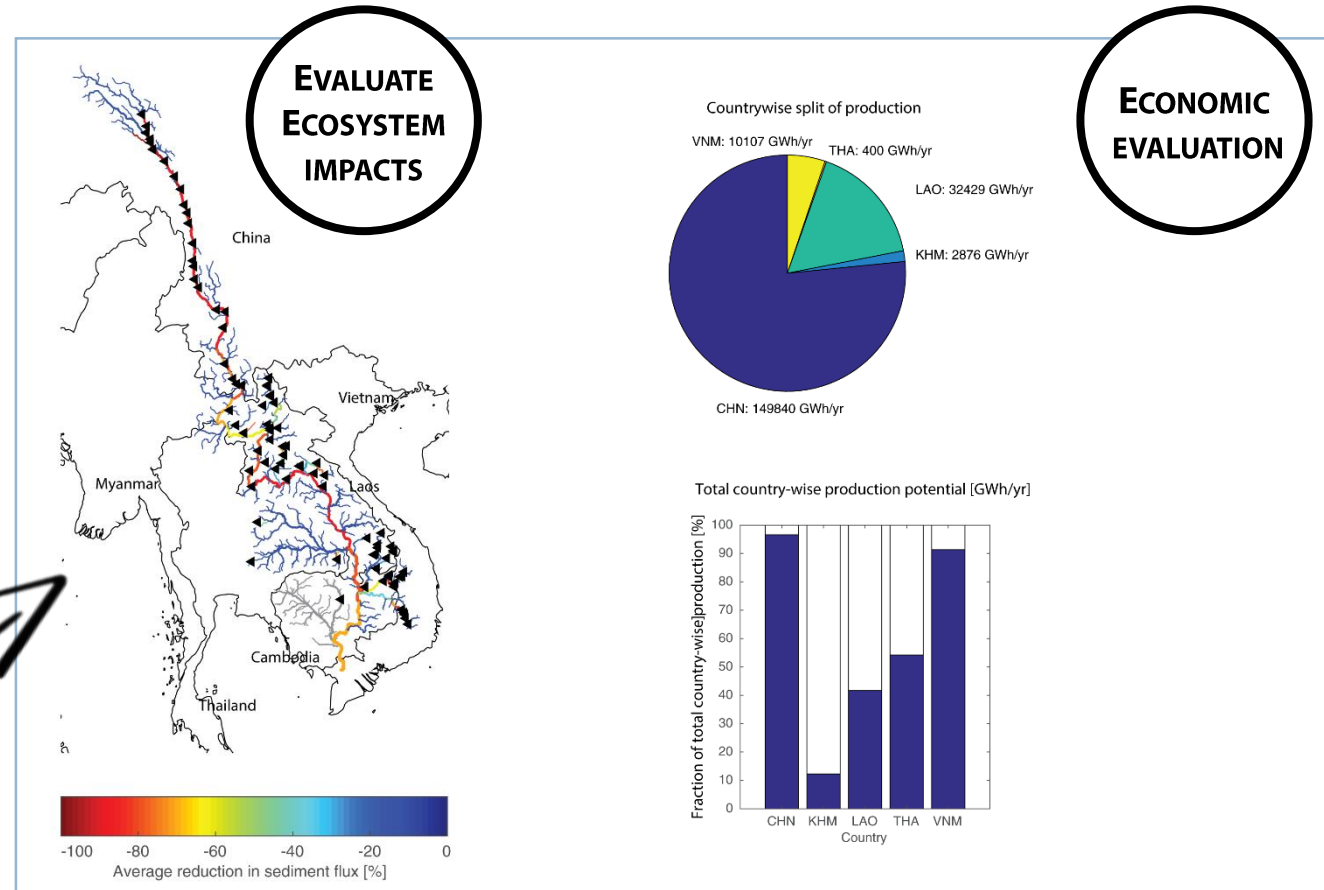 EVALUATE
ECOSYSTEM
IMPACTS
China
Vietnam
Myanmar
Laos
Cambodia
Thailand
-100 -80 -60 -40 -20 0
Average reduction in sediment flux [%]
ECONOMIC
EVALUATION
Countrywise split of production
VNM: 10107 GWh/yr
THA: 400 GWh/yr
LAO: 32429 GWh/yr
KHM: 2876 GWh/yr
CHN: 149840 GWh/yr
Total country-wise production potential [GWh/yr]
Fraction of total country-wise]production [%]
100
90
80
70
60
50
40
30
20
10
0
CHN KHM LAO THA VNM
Country